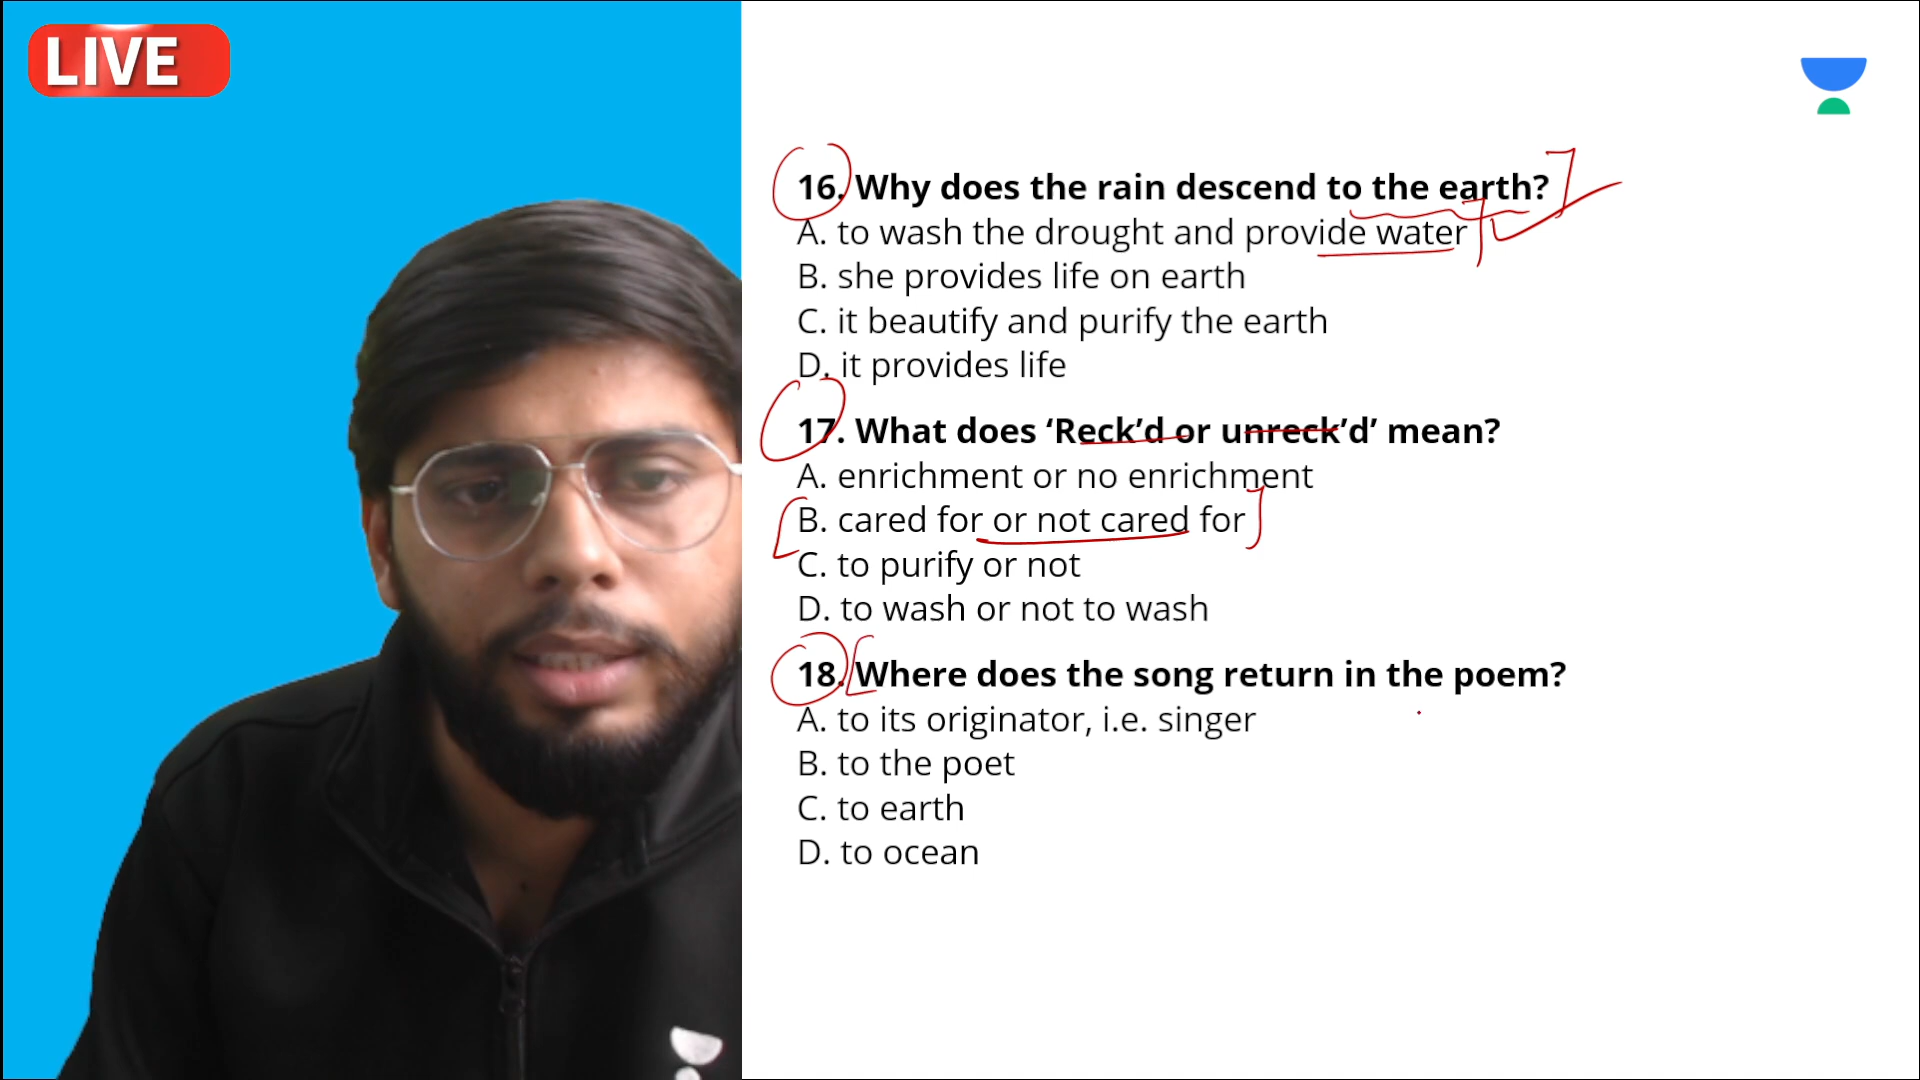 LIVE
16. Why does the rain descend to the earth?
A. to wash the drought and provide water
B. she provides life on earth
C. it beautify and purify the earth
D. it provides life
17. What does ‘Reck’d or unreck’d’ mean?
A. enrichment or no enrichment
B. cared for or not cared for
C. to purify or not
D. to wash or not to wash
18. Where does the song return in the poem?
A. to its originator, i.e. singer
B. to the poet
C. to earth
D. to ocean